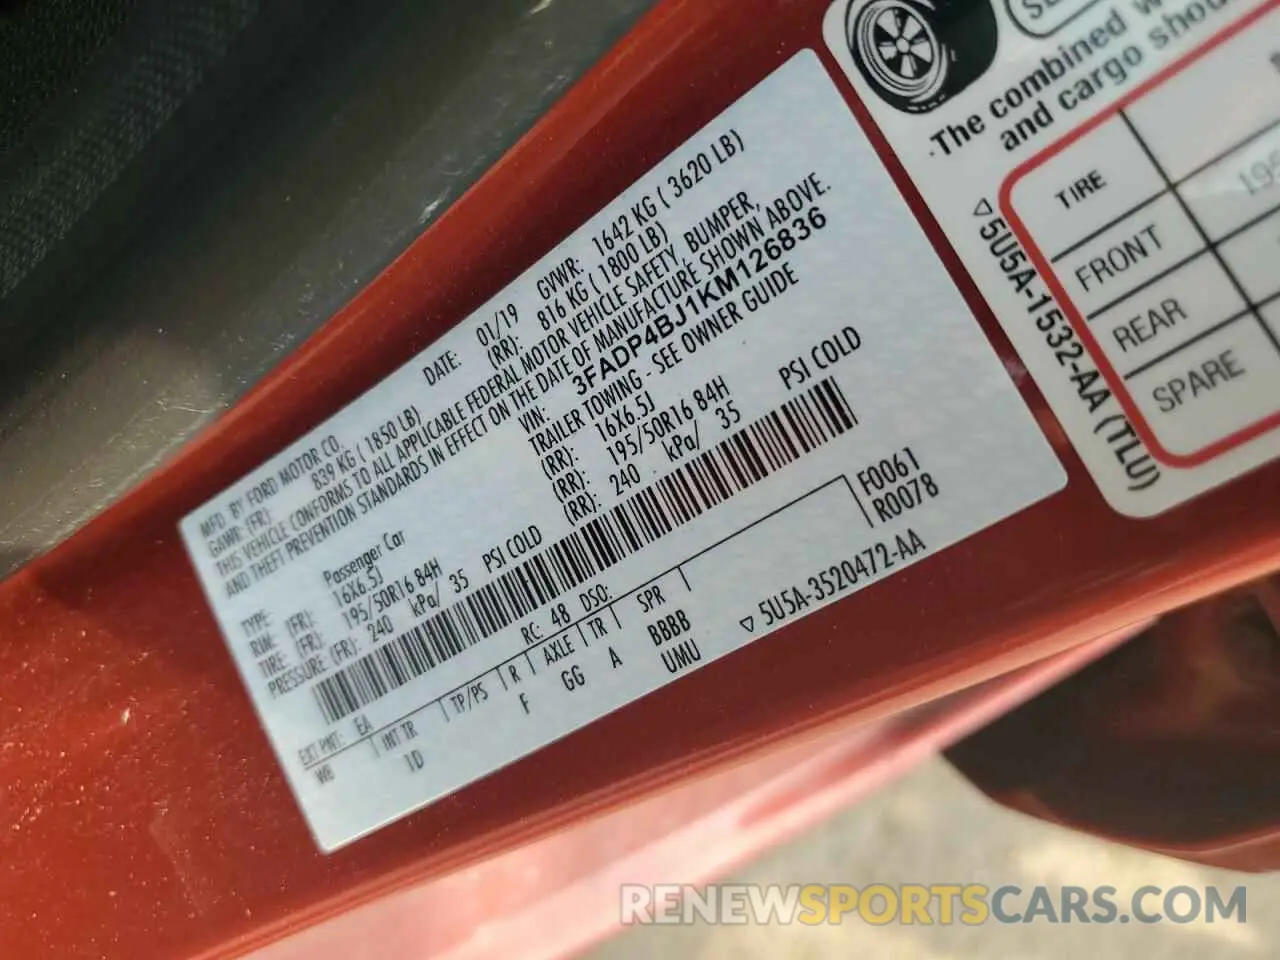 MFD. BY FORD MOTOR CO.
DATE: 01/19 GVWR: 1642 KG ( 3620 LB)
GAWR: (FR): 839 KG ( 1850 LB) (RR): 816 KG ( 1800 LB)
THIS VEHICLE CONFORMS TO ALL APPLICABLE FEDERAL MOTOR VEHICLE SAFETY, BUMPER,
AND THEFT PREVENTION STANDARDS IN EFFECT ON THE DATE OF MANUFACTURE SHOWN ABOVE.
VIN: 3FADP4BJ1KM126836
TYPE: Passenger Car TRAILER TOWING - SEE OWNER GUIDE
RIM: (FR): 16X6.5J (RR): 16X6.5J
TIRE: (FR): 195/50R16 84H (RR): 195/50R16 84H
PRESSURE (FR): 240 kPa/ 35 PSI COLD (RR): 240 kPa/ 35 PSI COLD
EXT PNT: EA RC: 48 DSO: F0061
WB INT TR TP/PS R AXLE TR SPR R0078
1D F GG A BBBB
UMU
▽ 5U5A-3520472-AA
The combined
and cargo
TIRE
FRONT
REAR
SPARE
▽5U5A-1532-AA (TLU)
RENEWSPORTSCARS.COM